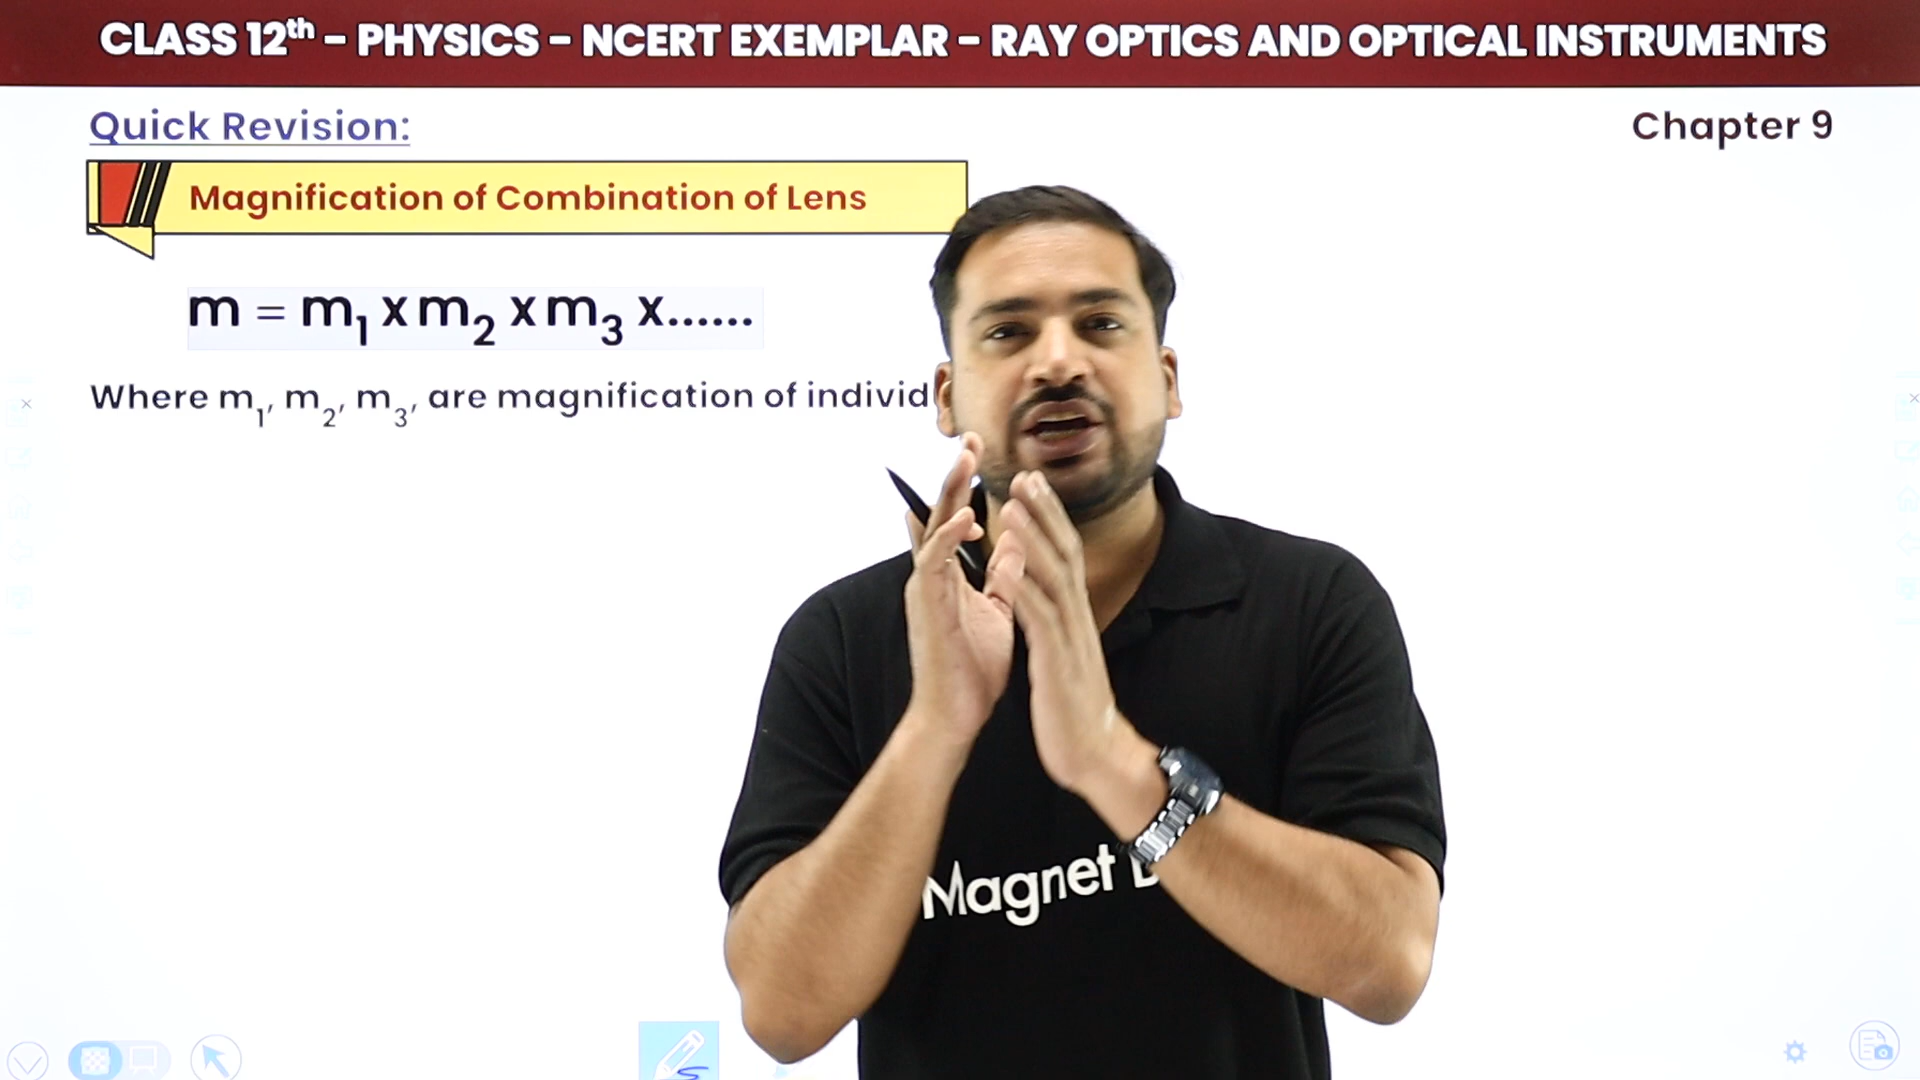 CLASS 12th - PHYSICS - NCERT EXEMPLAR - RAY OPTICS AND OPTICAL INSTRUMENTS
Quick Revision:
Chapter 9
Magnification of Combination of Lens
m = m₁ x m₂ x m₃ x......
Where m₁, m₂, m₃, are magnification of individ
Magnet